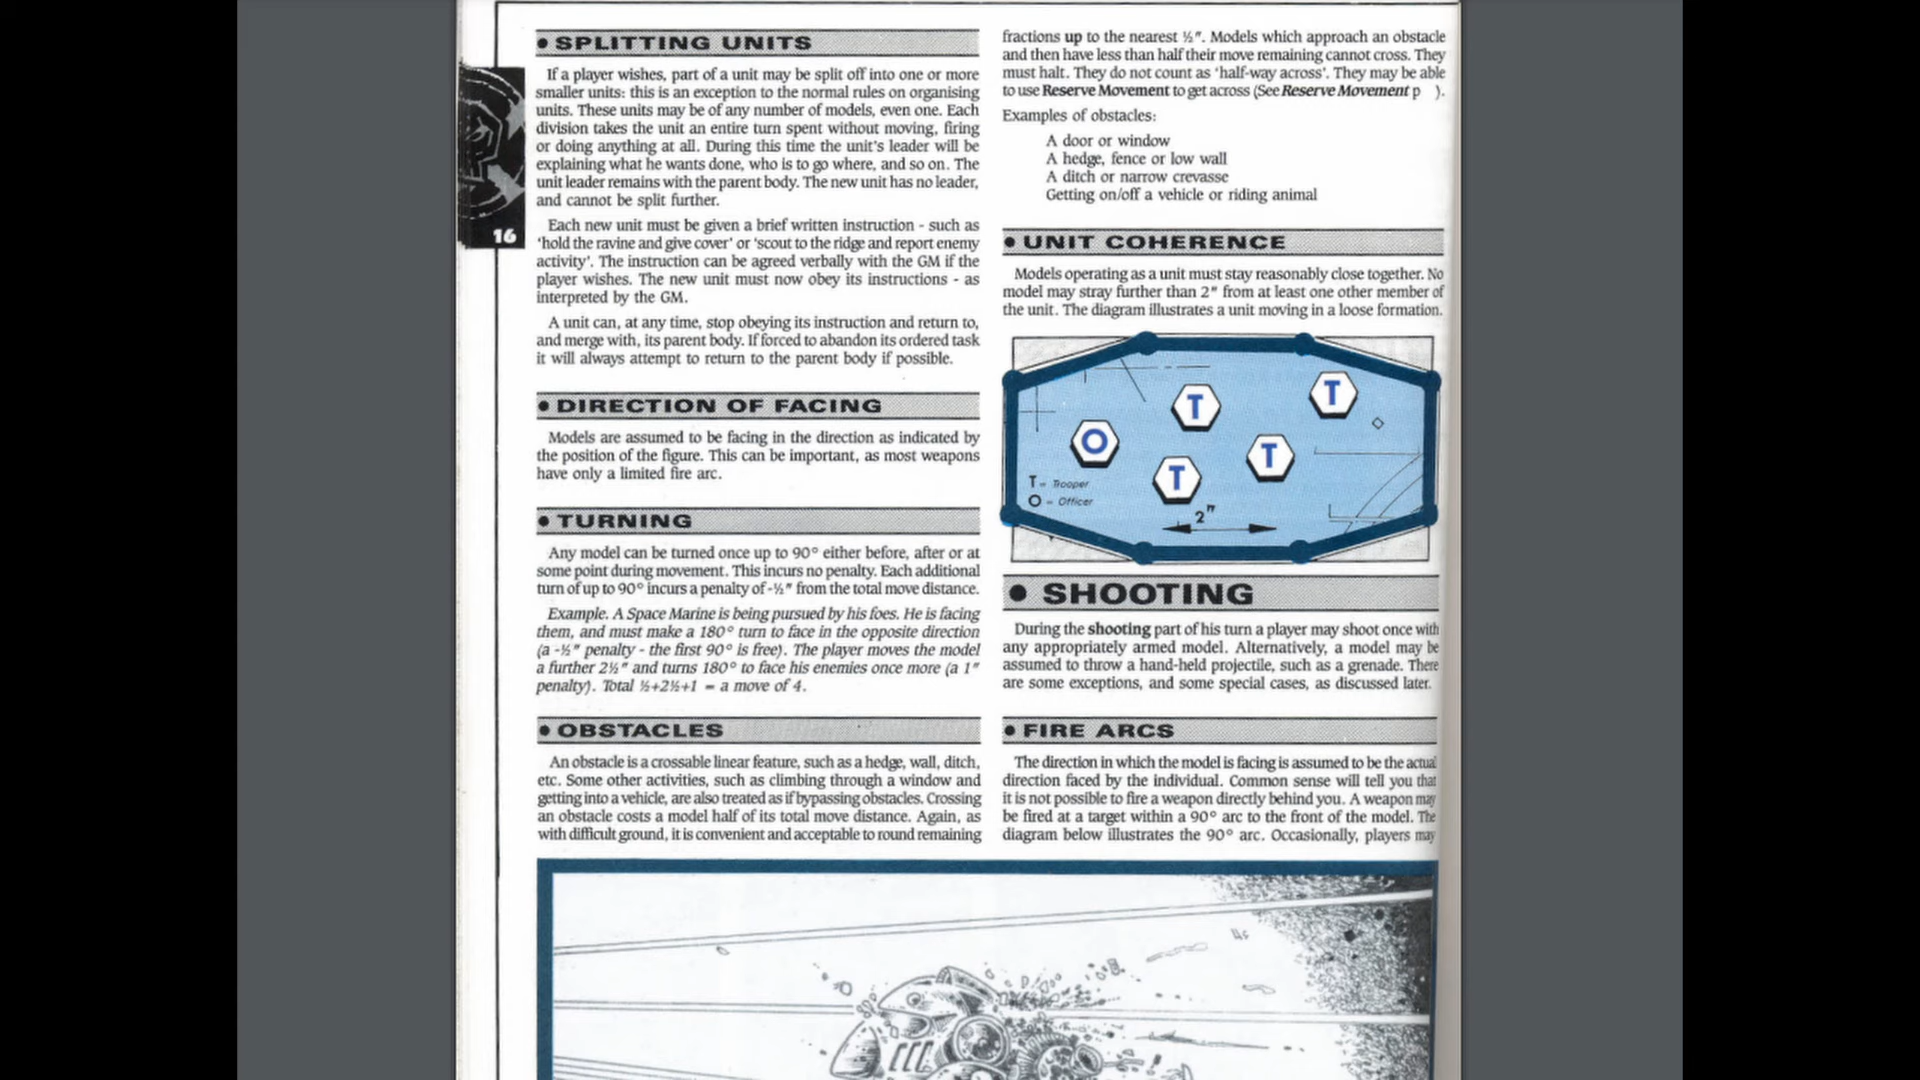 • SPLITTING UNITS
If a player wishes, part of a unit may be split off into one or more
smaller units: this is an exception to the normal rules on organising
units. These units may be of any number of models, even one. Each
division takes the unit an entire turn spent without moving, firing
or doing anything at all. During this time the unit's leader will be
explaining what he wants done, who is to go where, and so on. The
unit leader remains with the parent body. The new unit has no leader,
and cannot be split further.
16
Each new unit must be given a brief written instruction - such as
'hold the ravine and give cover' or 'scout to the ridge and report enemy
activity'. The instruction can be agreed verbally with the GM if the
player wishes. The new unit must now obey its instructions - as
interpreted by the GM.
A unit can, at any time, stop obeying its instruction and return to,
and merge with, its parent body. If forced to abandon its ordered task
it will always attempt to return to the parent body if possible.
• DIRECTION OF FACING
Models are assumed to be facing in the direction as indicated by
the position of the figure. This can be important, as most weapons
have only a limited fire arc.
• TURNING
Any model can be turned once up to 90° either before, after or at
some point during movement. This incurs no penalty. Each additional
turn of up to 90° incurs a penalty of -½" from the total move distance.
Example. A Space Marine is being pursued by his foes. He is facing
them, and must make a 180° turn to face in the opposite direction
(a -½" penalty - the first 90° is free). The player moves the model
a further 2½" and turns 180° to face his enemies once more (a 1"
penalty). Total ½+2½+1 = a move of 4.
• OBSTACLES
An obstacle is a crossable linear feature, such as a hedge, wall, ditch,
etc. Some other activities, such as climbing through a window and
getting into a vehicle, are also treated as if bypassing obstacles. Crossing
an obstacle costs a model half of its total move distance. Again, as
with difficult ground, it is convenient and acceptable to round remaining
fractions up to the nearest ½". Models which approach an obstacle
and then have less than half their move remaining cannot cross. They
must halt. They do not count as 'half-way across'. They may be able
to use Reserve Movement to get across (See Reserve Movement p ).
Examples of obstacles:
A door or window
A hedge, fence or low wall
A ditch or narrow crevasse
Getting on/off a vehicle or riding animal
• UNIT COHERENCE
Models operating as a unit must stay reasonably close together. No
model may stray further than 2" from at least one other member of
the unit. The diagram illustrates a unit moving in a loose formation.
T
T
O
T
T
T = Trooper
O = Officer
2"
• SHOOTING
During the shooting part of his turn a player may shoot once with
any appropriately armed model. Alternatively, a model may be
assumed to throw a hand-held projectile, such as a grenade. There
are some exceptions, and some special cases, as discussed later.
• FIRE ARCS
The direction in which the model is facing is assumed to be the actual
direction faced by the individual. Common sense will tell you that
it is not possible to fire a weapon directly behind you. A weapon may
be fired at a target within a 90° arc to the front of the model. The
diagram below illustrates the 90° arc. Occasionally, players may